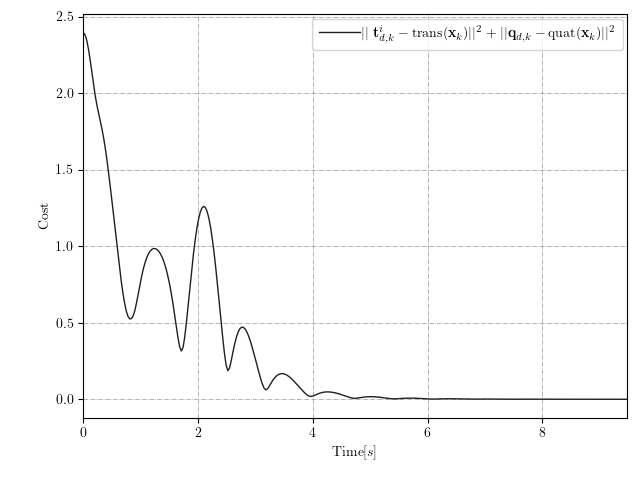 2.5
|| t^i_{d,k} − trans(x_k)||^2 + ||q_{d,k} − quat(x_k)||^2
2.0
1.5
1.0
0.5
0.0
Cost
0 2 4 6 8
Time[s]